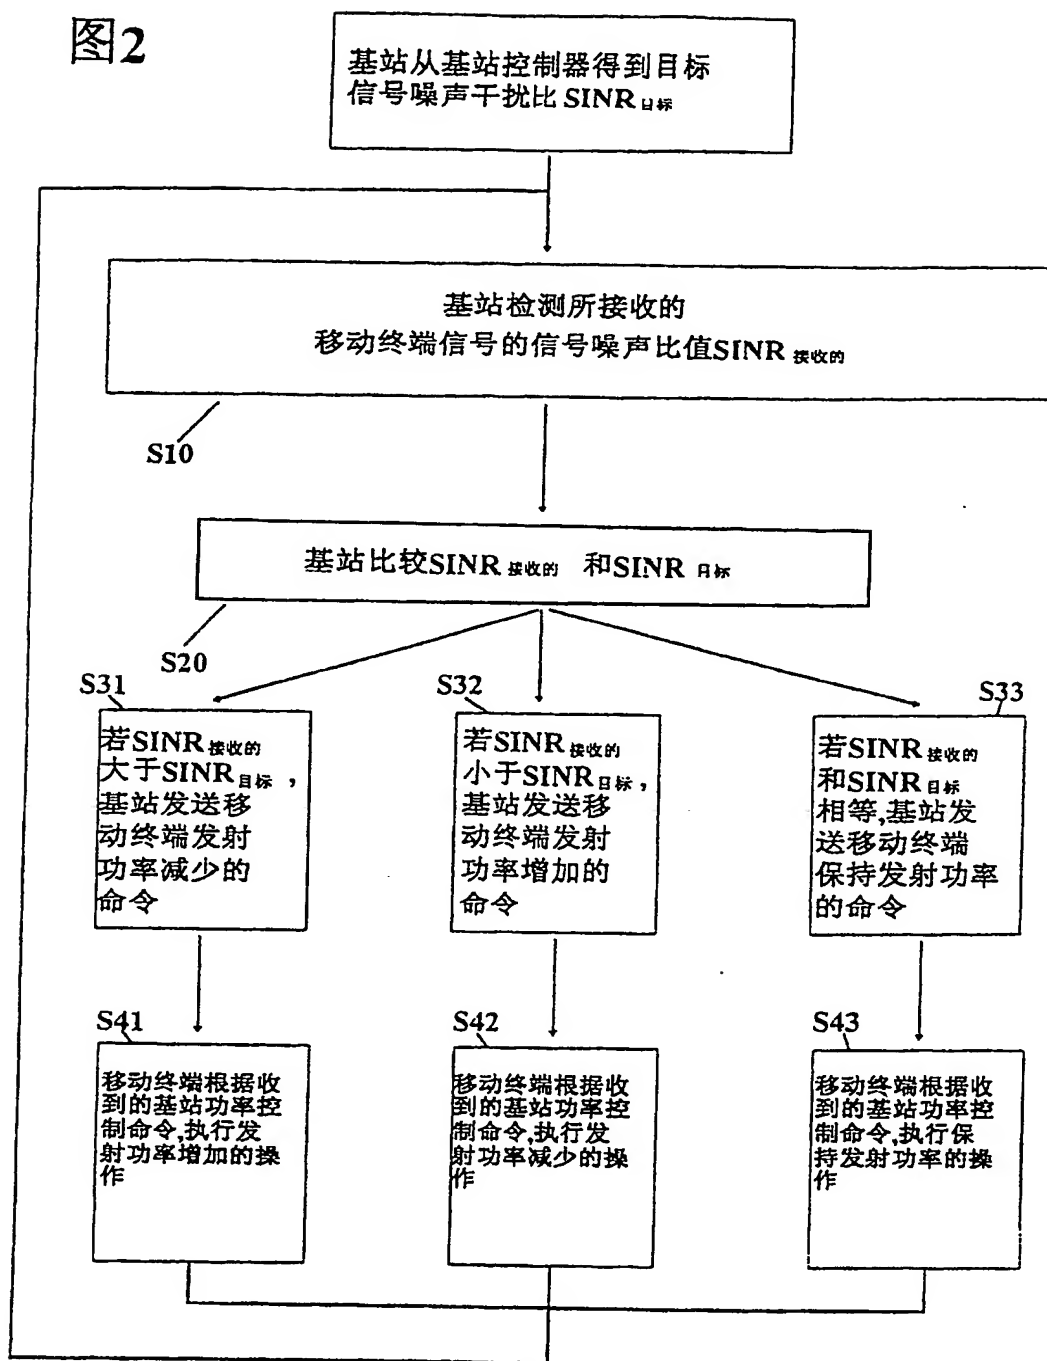 图2
基站从基站控制器得到目标
信号噪声干扰比 SINR 目标
基站检测所接收的
移动终端信号的信号噪声比值SINR 接收的
S10
基站比较SINR 接收的 和SINR 目标
S20
S31
若SINR 接收的
大于SINR 目标 ,
基站发送移
动终端发射
功率减少的
命令
S32
若SINR 接收的
小于SINR 目标 ,
基站发送移
动终端发射
功率增加的
命令
S33
若SINR 接收的
和SINR 目标
相等,基站发
送移动终端
保持发射功率
的命令
S41
移动终端根据收
到的基站功率控
制命令,执行发
射功率增加的操
作
S42
移动终端根据收
到的基站功率控
制命令,执行发
射功率减少的操
作
S43
移动终端根据收
到的基站功率控
制命令,执行保
持发射功率的操
作